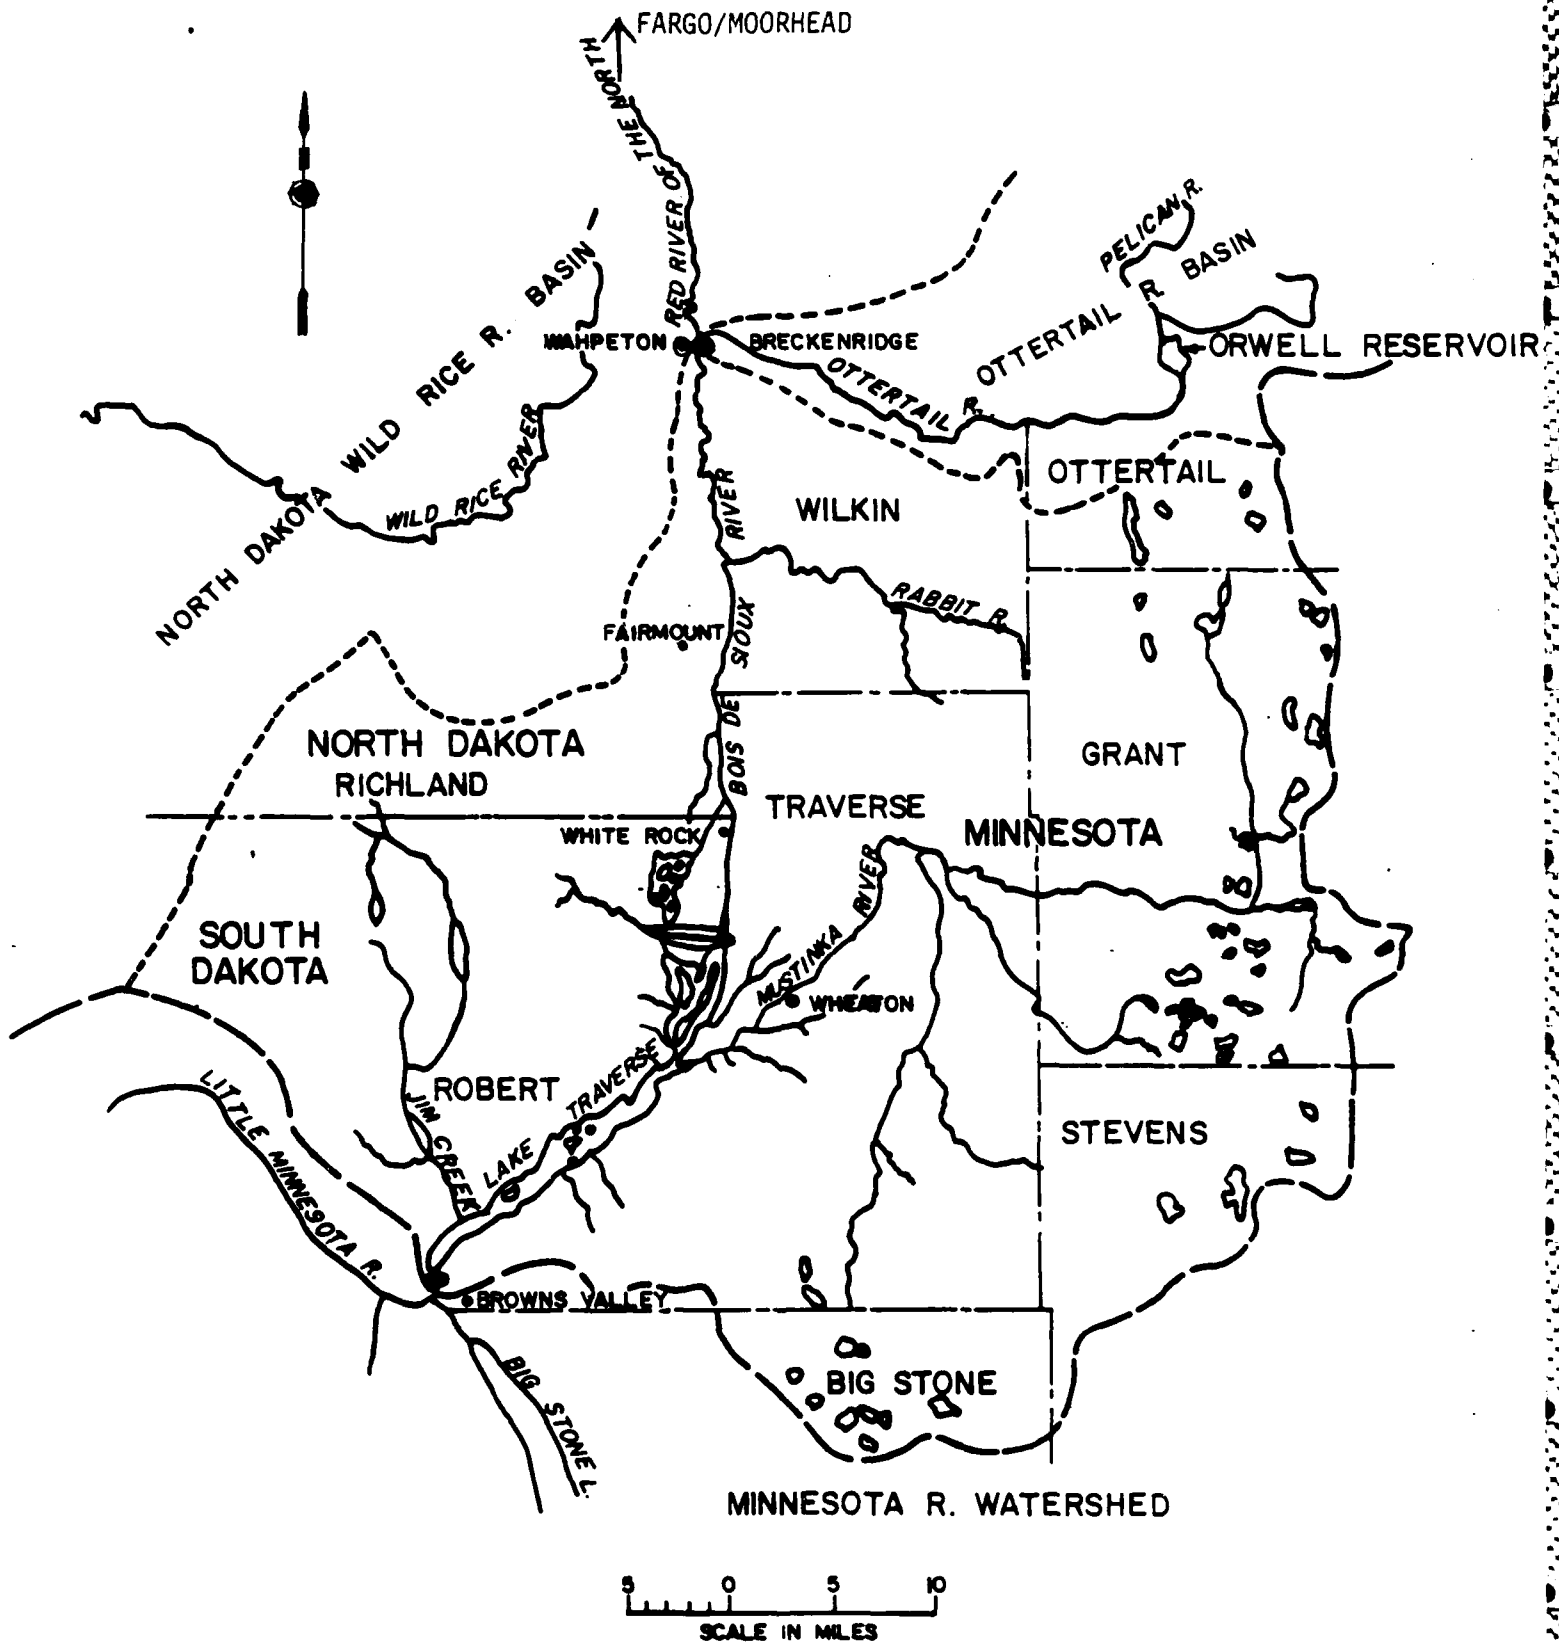 FARGO/MOORHEAD
RED RIVER OF THE NORTH
PELICAN R.
OTTERTAIL R. BASIN
WILD RICE R. BASIN
WAHPETON
BRECKENRIDGE
ORWELL RESERVOIR
OTTERTAIL R.
NORTH DAKOTA
WILD RICE RIVER
OTTERTAIL
WILKIN
BOIS DE SIOUX RIVER
RABBIT R.
FAIRMOUNT
NORTH DAKOTA
RICHLAND
GRANT
TRAVERSE
WHITE ROCK
MINNESOTA
SOUTH
DAKOTA
MUSTINKA RIVER
WHEATON
ROBERT
LAKE TRAVERSE
JIM CREEK
LITTLE MINNESOTA R.
STEVENS
BROWNS VALLEY
BIG STONE L.
BIG STONE
MINNESOTA R. WATERSHED
5 0 5 10
SCALE IN MILES